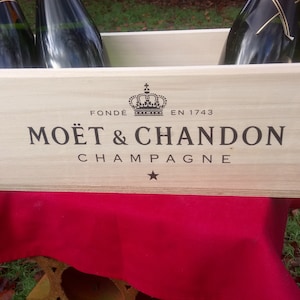 FONDÉ EN 1743
MOËT & CHANDON
CHAMPAGNE